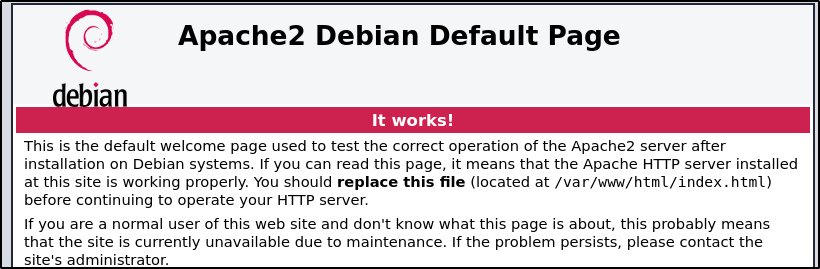 Apache2 Debian Default Page
debian
It works!
This is the default welcome page used to test the correct operation of the Apache2 server after
installation on Debian systems. If you can read this page, it means that the Apache HTTP server installed
at this site is working properly. You should replace this file (located at /var/www/html/index.html)
before continuing to operate your HTTP server.
If you are a normal user of this web site and don't know what this page is about, this probably means
that the site is currently unavailable due to maintenance. If the problem persists, please contact the
site's administrator.